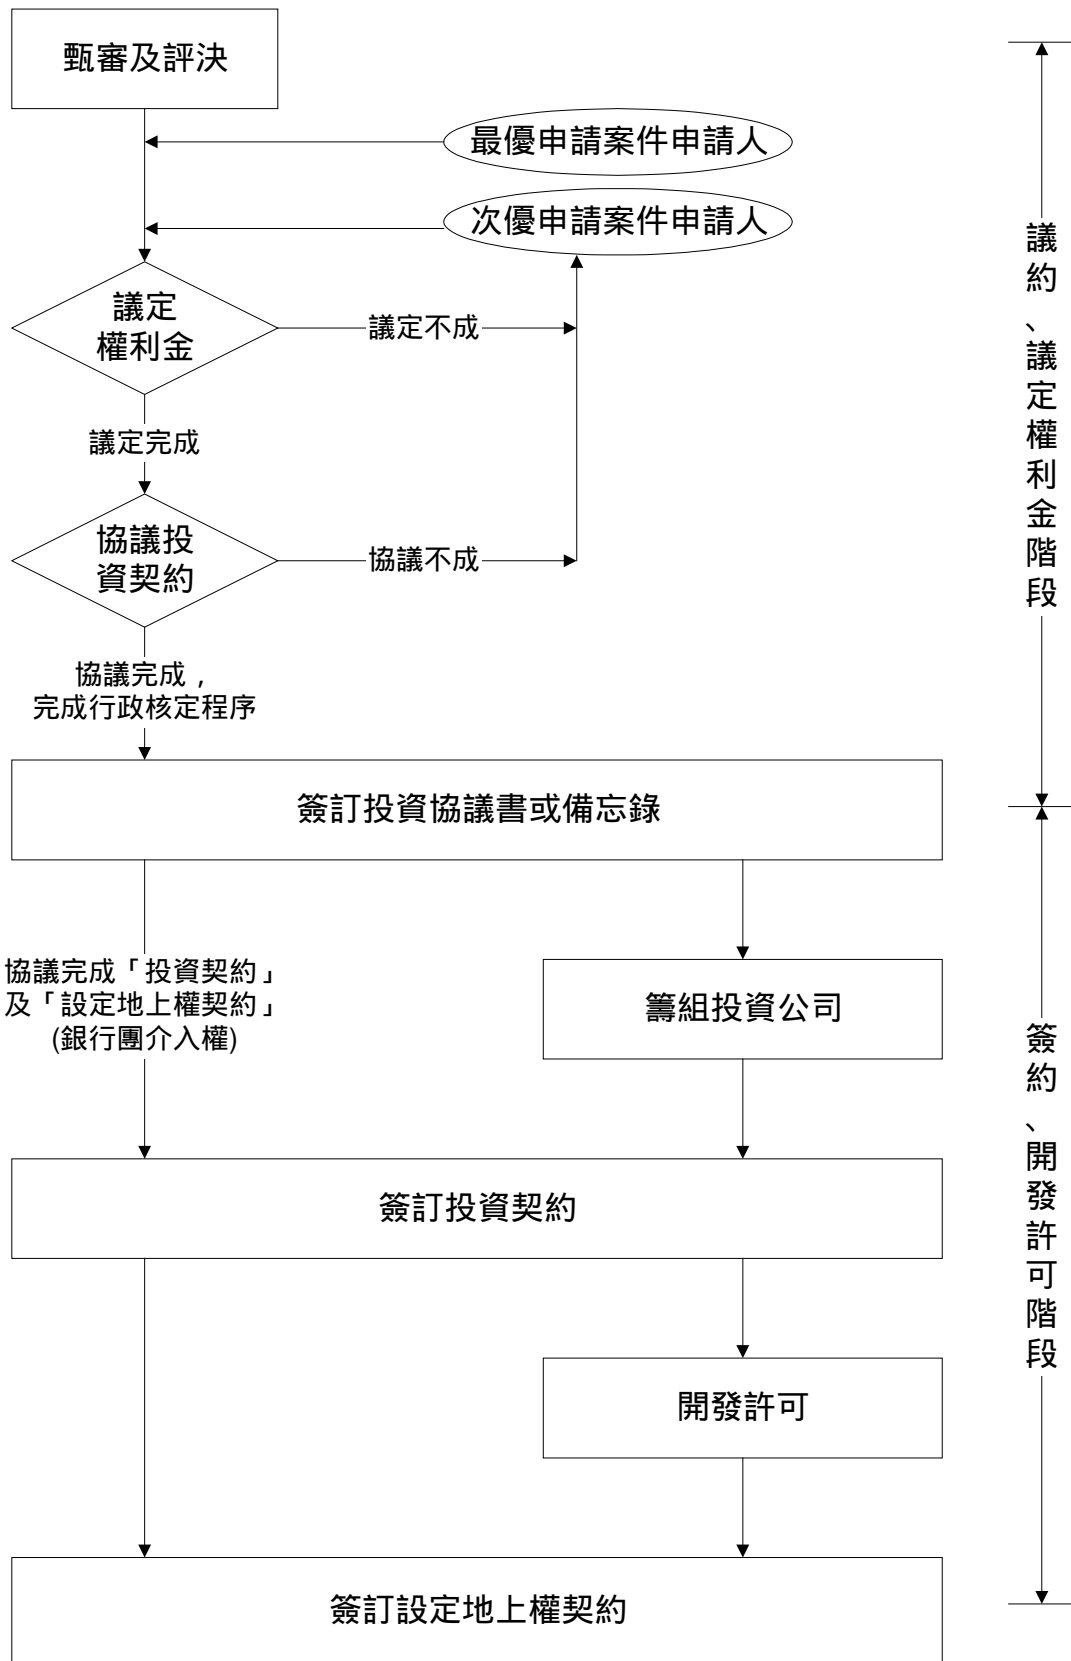 甄審及評決
最優申請案件申請人
次優申請案件申請人
議定
權利金
議定不成
議定完成
協議投
資契約
協議不成
協議完成，
完成行政核定程序
簽訂投資協議書或備忘錄
協議完成「投資契約」
及「設定地上權契約」
(銀行團介入權)
籌組投資公司
簽訂投資契約
開發許可
簽訂設定地上權契約
議約、議定權利金階段
簽約、開發許可階段